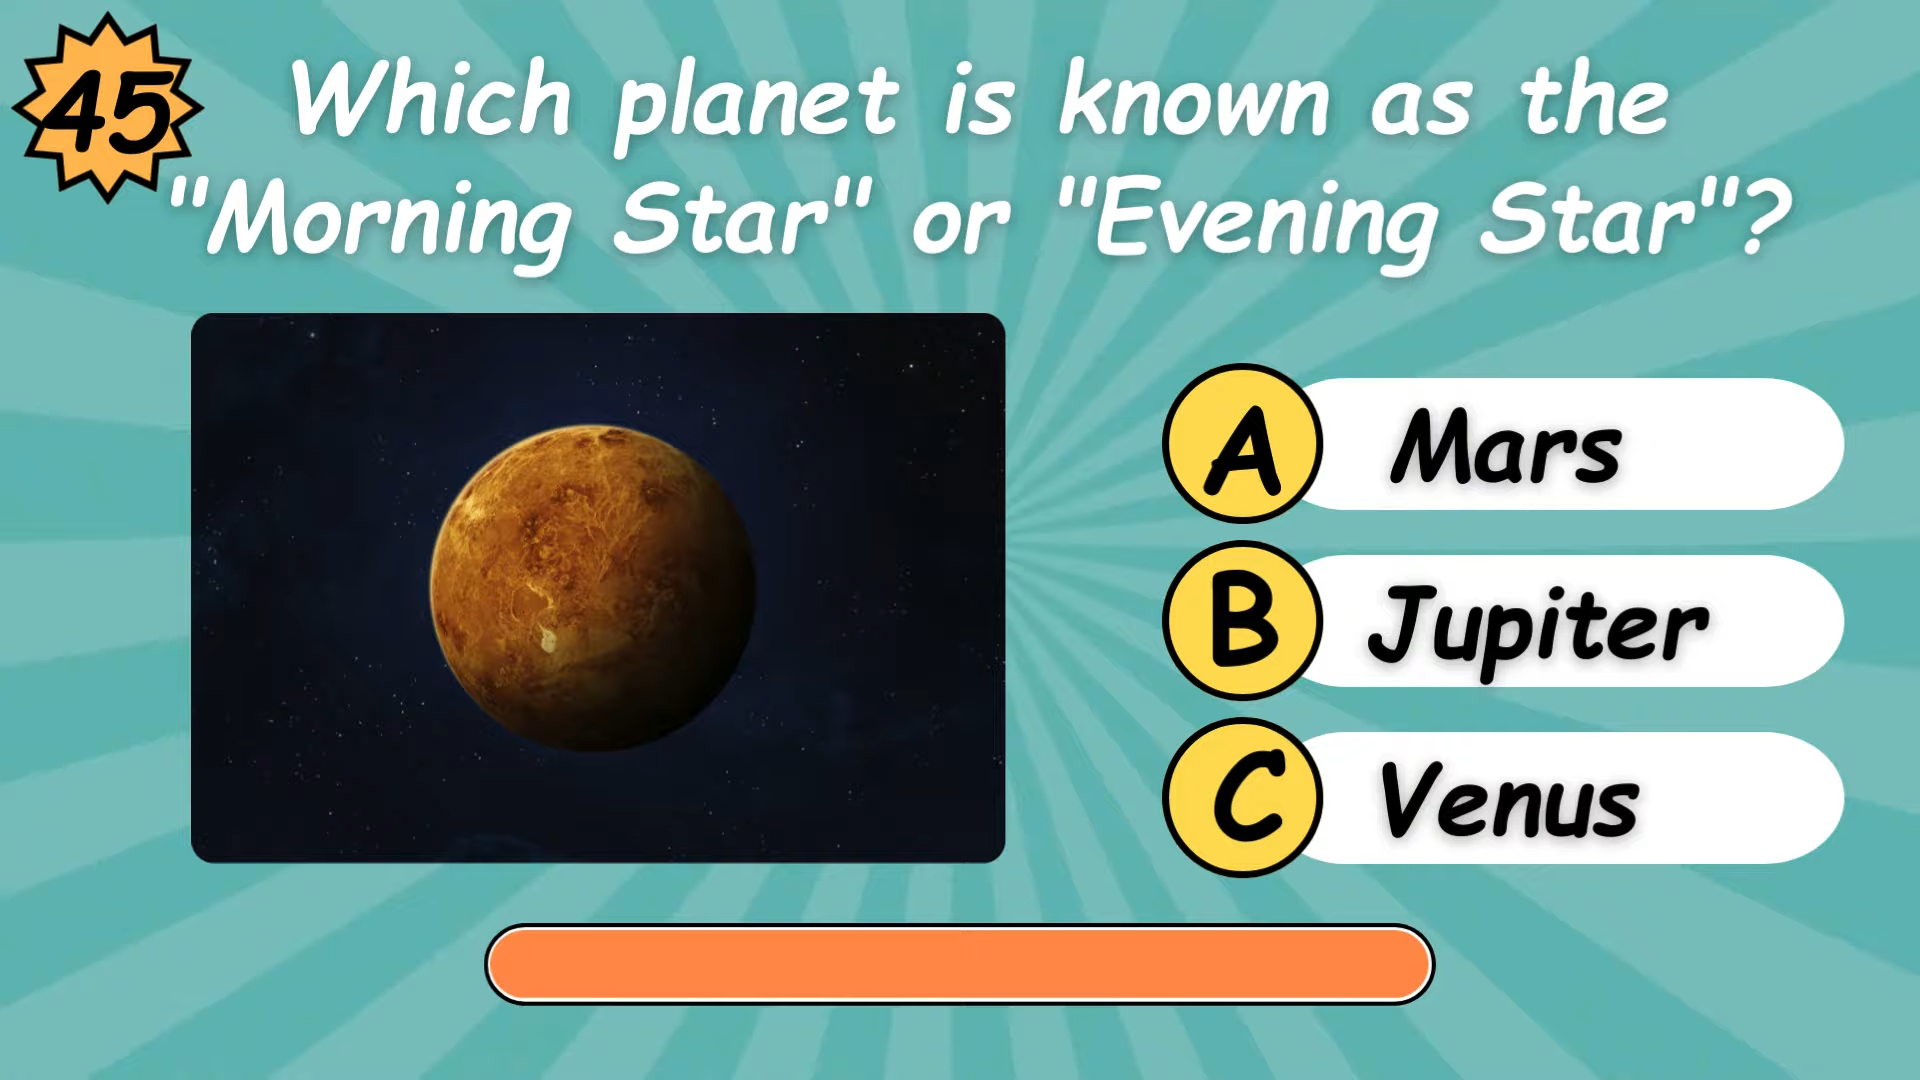 45
Which planet is known as the
"Morning Star" or "Evening Star"?
A Mars
B Jupiter
C Venus